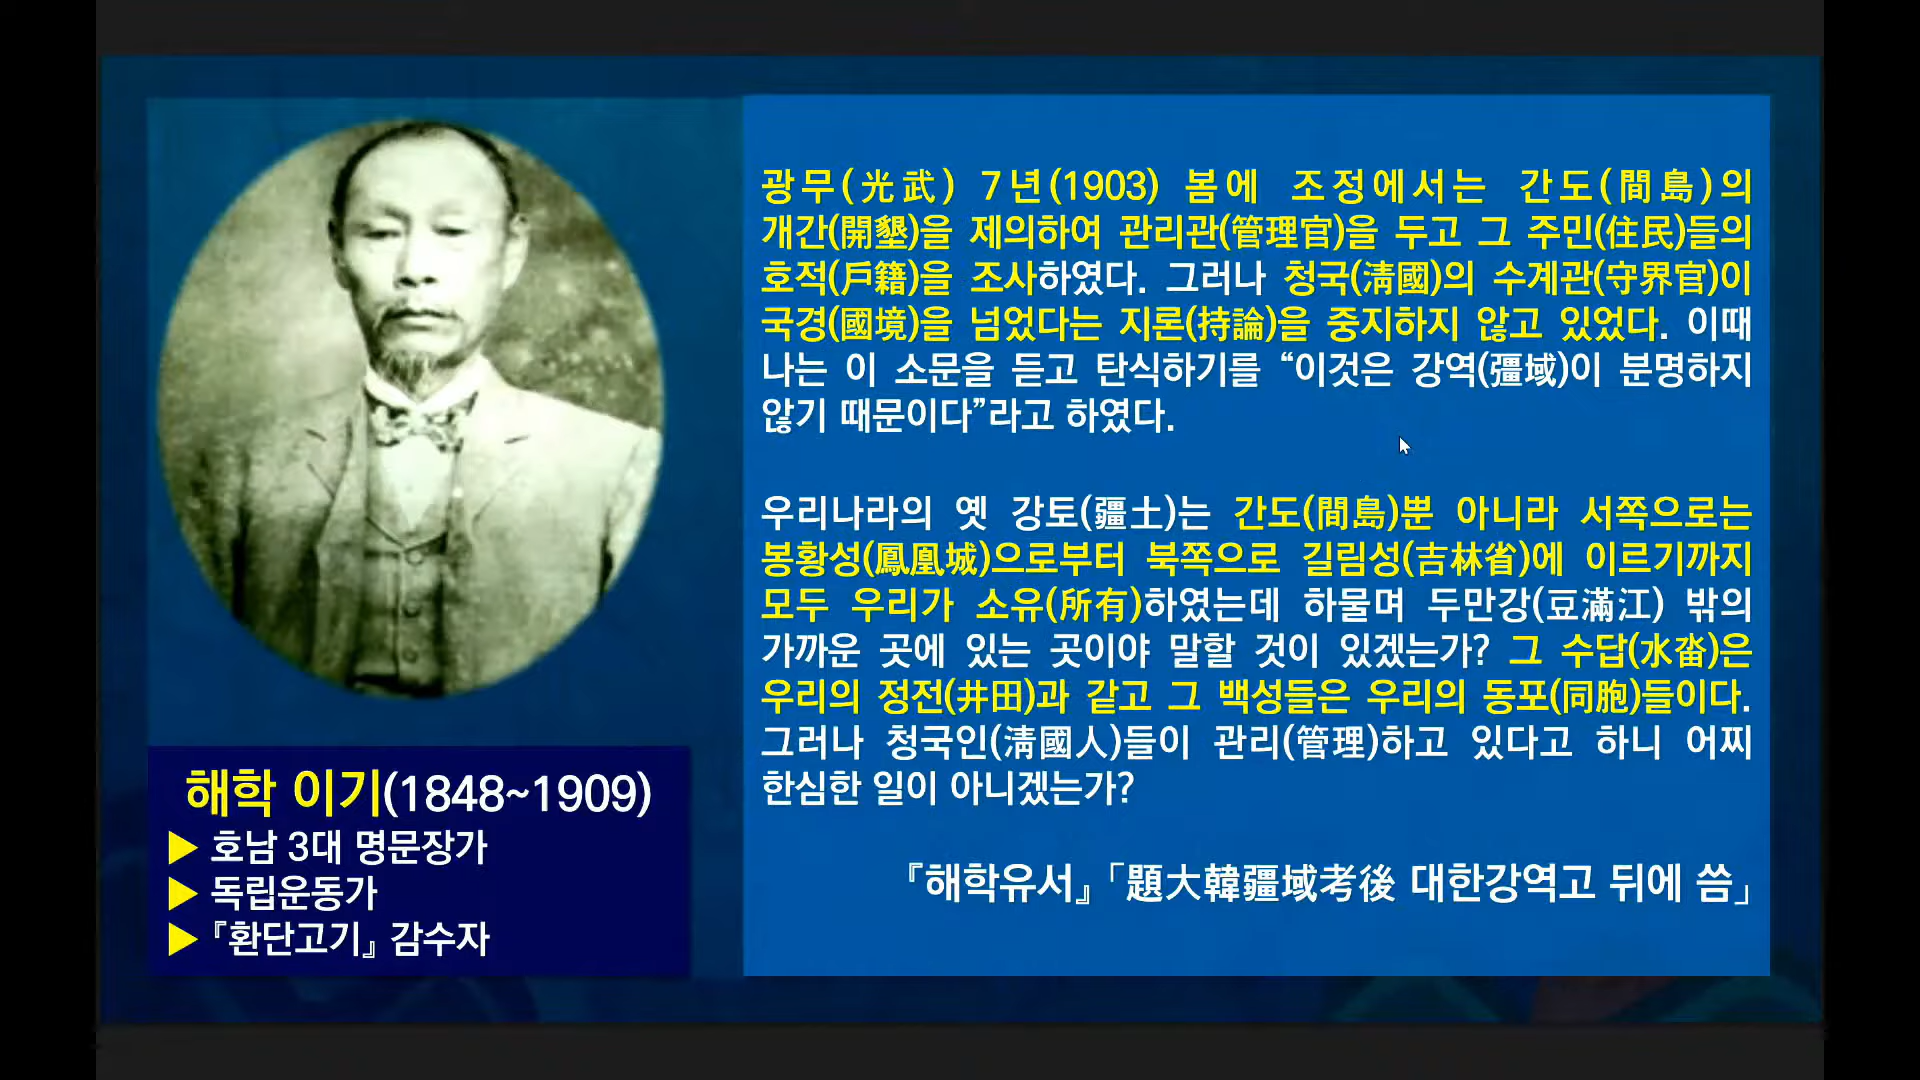 광무(光武) 7년(1903) 봄에 조정에서는 간도(間島)의
개간(開墾)을 제의하여 관리관(管理官)을 두고 그 주민(住民)들의
호적(戶籍)을 조사하였다. 그러나 청국(淸國)의 수계관(守界官)이
국경(國境)을 넘었다는 지론(持論)을 중지하지 않고 있었다. 이때
나는 이 소문을 듣고 탄식하기를 “이것은 강역(彊域)이 분명하지
않기 때문이다”라고 하였다.
우리나라의 옛 강토(疆土)는 간도(間島)뿐 아니라 서쪽으로는
봉황성(鳳凰城)으로부터 북쪽으로 길림성(吉林省)에 이르기까지
모두 우리가 소유(所有)하였는데 하물며 두만강(豆滿江) 밖의
가까운 곳에 있는 곳이야 말할 것이 있겠는가? 그 수답(水畓)은
우리의 정전(井田)과 같고 그 백성들은 우리의 동포(同胞)들이다.
그러나 청국인(淸國人)들이 관리(管理)하고 있다고 하니 어찌
한심한 일이 아니겠는가?
『해학유서』「題大韓疆域考後 대한강역고 뒤에 씀」
해학 이기(1848~1909)
▶ 호남 3대 명문장가
▶ 독립운동가
▶『환단고기』 감수자